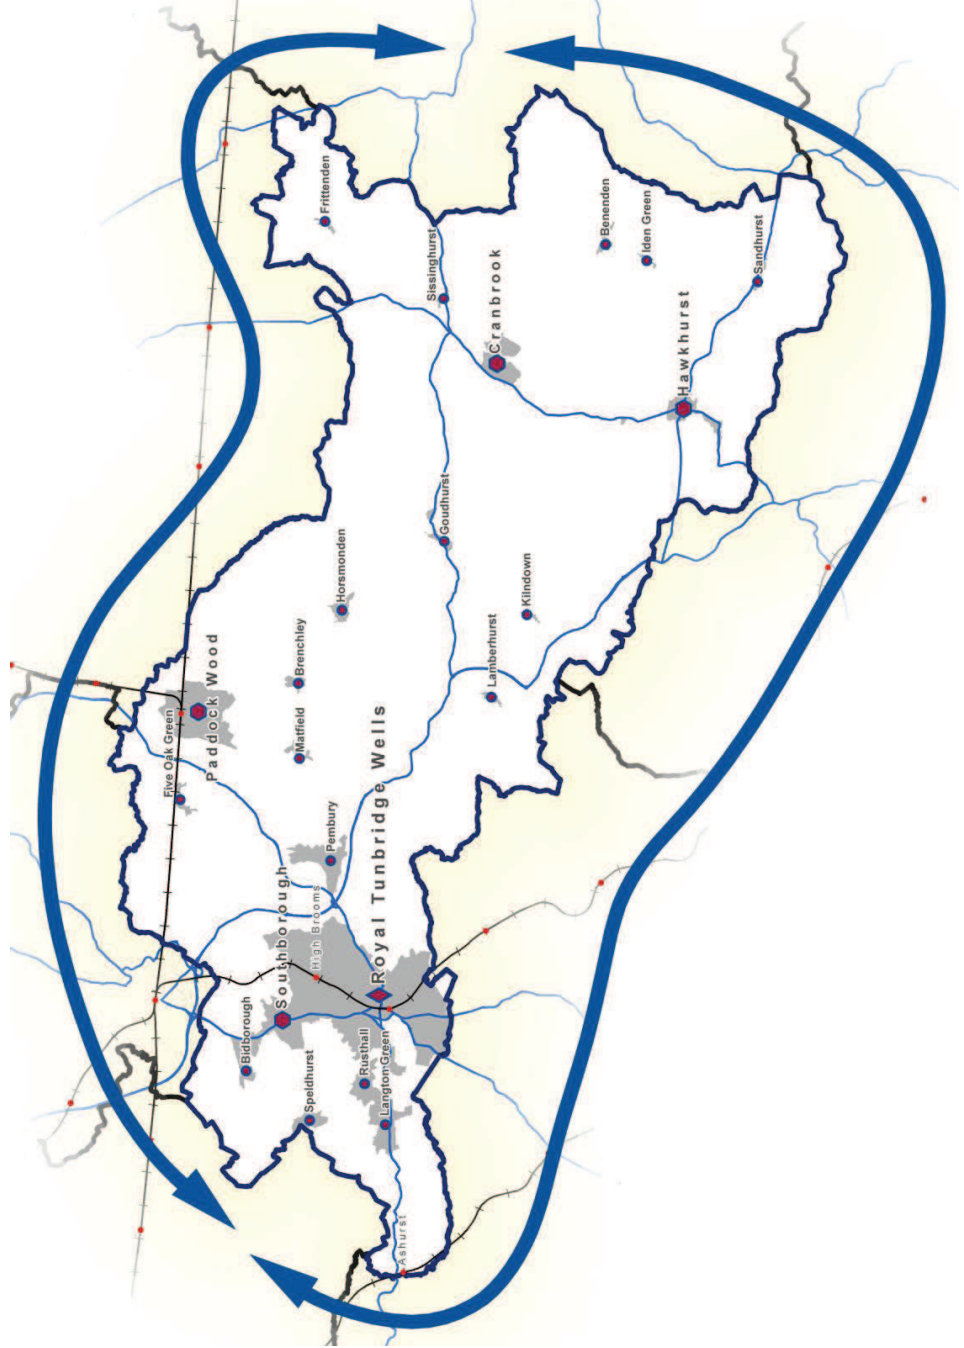 Frittenden
Sissinghurst
Benenden
Iden Green
Cranbrook
Sandhurst
Hawkhurst
Goudhurst
Horsmonden
Kilndown
Lamberhurst
Brenchley
Matfield
Paddock Wood
Five Oak Green
Pembury
Royal Tunbridge Wells
Southborough
High Brooms
Bidborough
Rusthall
Langton Green
Speldhurst
Ashurst